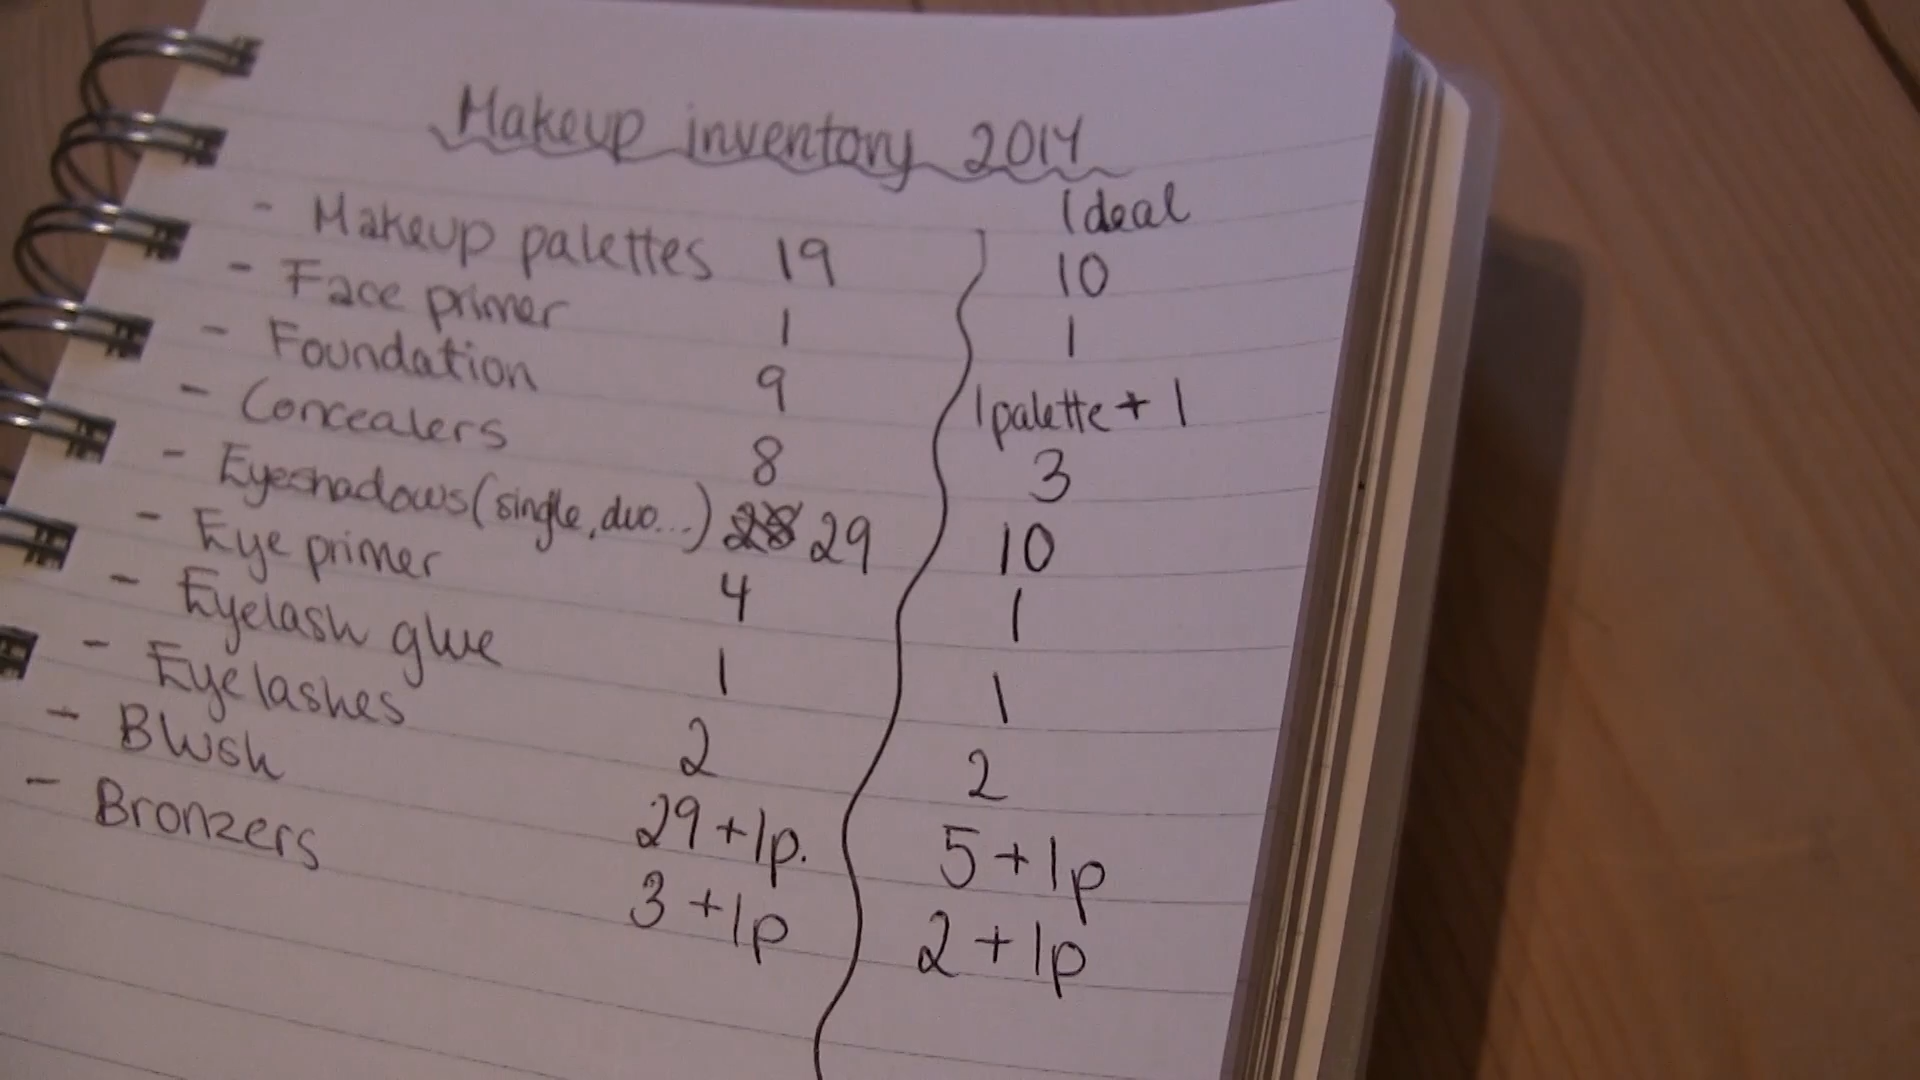 Makeup inventory 2014
Ideal
- Makeup palettes 19 10
- Face primer 1 1
- Foundation 9 1 palette + 1
- Concealers 8 3
- Eyeshadows (single, duo...) 28 29 10
- Eye primer 4 1
- Eyelash glue 1 1
- Eyelashes 2 2
- Blush 29 + 1p. 5 + 1p
- Bronzers 3 + 1p 2 + 1p